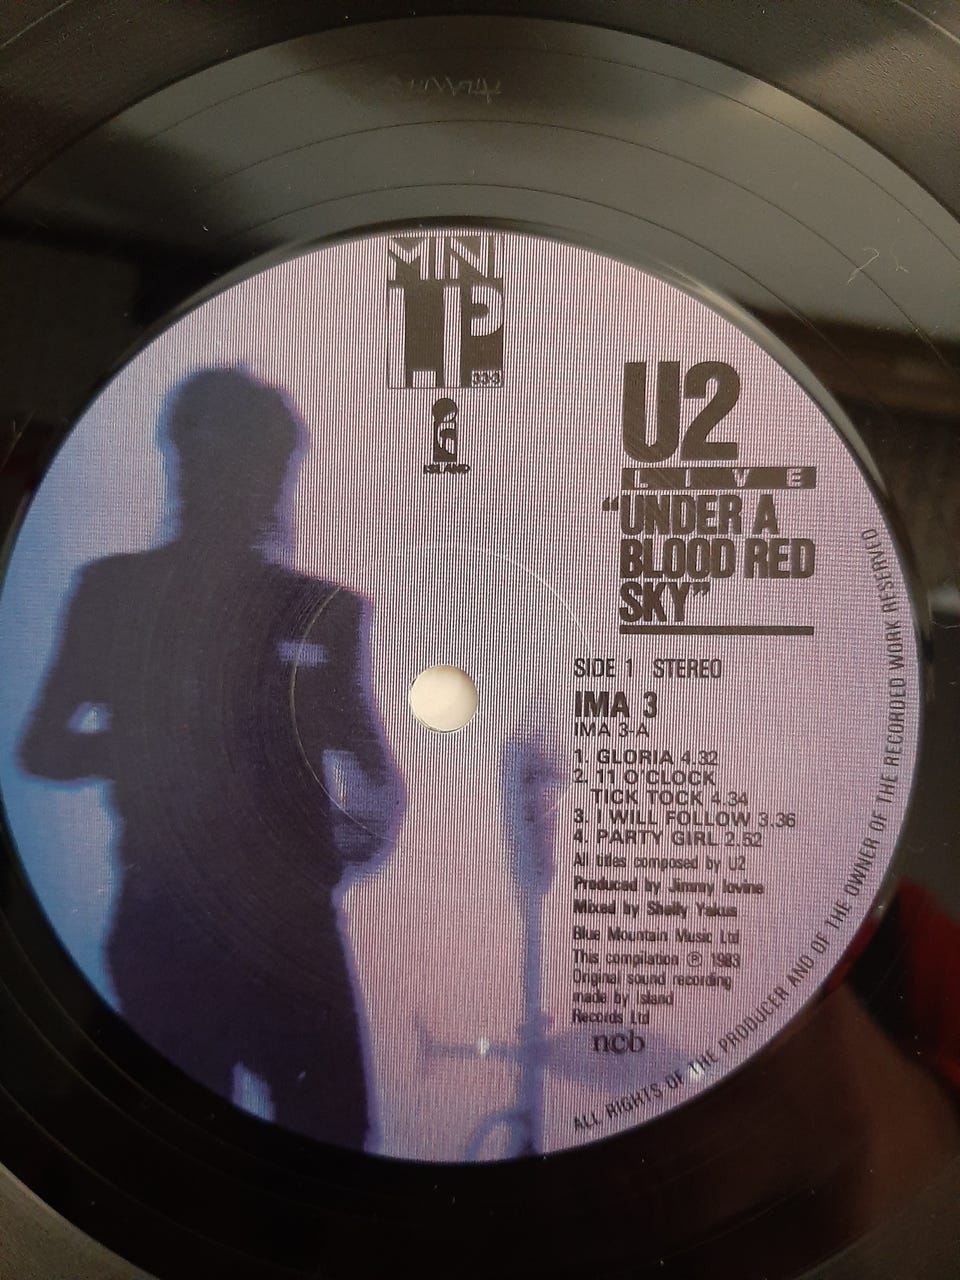 MINI
LP
33⅓
ISLAND
U2
LIVE
“UNDER A
BLOOD RED
SKY”
SIDE 1 STEREO
IMA 3
IMA 3-A
1. GLORIA 4.32
2. 11 O'CLOCK
TICK TOCK 4.34
3. I WILL FOLLOW 3.36
4. PARTY GIRL 2.52
All titles composed by U2
Produced by Jimmy Iovine
Mixed by Shelly Yakus
Blue Mountain Music Ltd
This compilation ℗ 1983
Original sound recording
made by Island
Records Ltd
ncb
ALL RIGHTS OF THE PRODUCER AND OF THE OWNER OF THE RECORDED WORK RESERVED